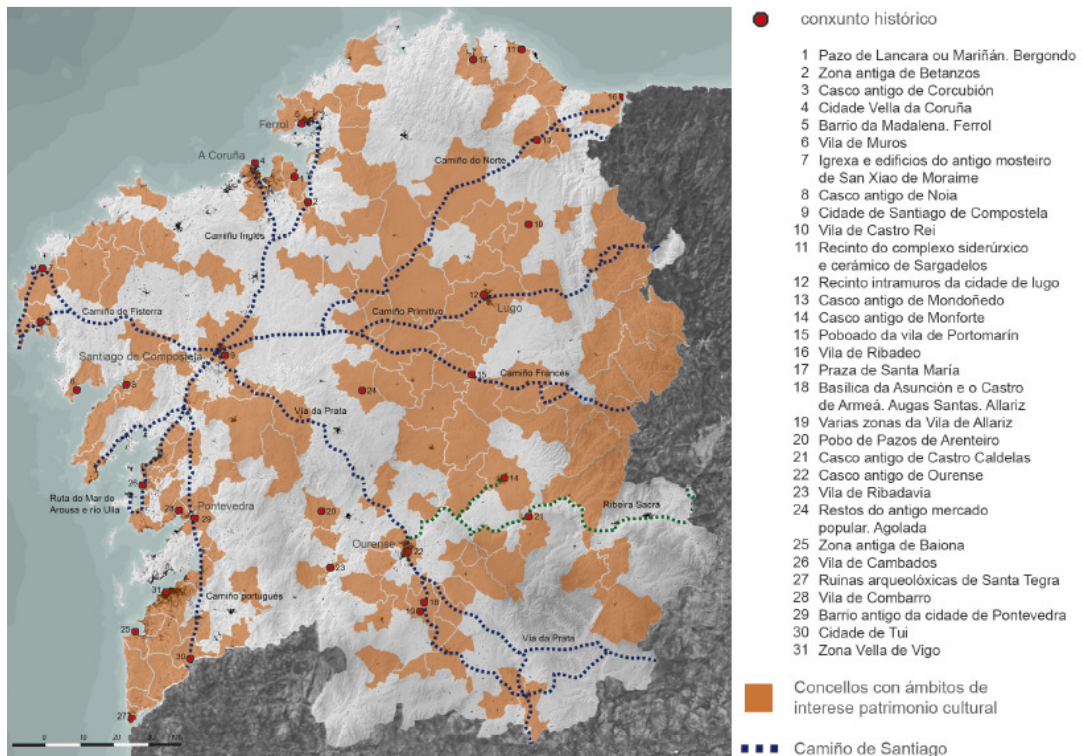 Ferrol
A Coruña
Camiño do Norte
Camiño Inglés
Camiño de Fisterra
Camiño Primitivo
Lugo
Santiago de Compostela
Camiño Francés
Vía da Prata
Ruta do Mar de
Arousa e río Ulla
Pontevedra
Ribeira Sacra
Ourense
Camiño portugués
Vía da Prata
conxunto histórico
1 Pazo de Lancara ou Mariñán. Bergondo
2 Zona antiga de Betanzos
3 Casco antigo de Corcubión
4 Cidade Vella da Coruña
5 Barrio da Madalena. Ferrol
6 Vila de Muros
7 Igrexa e edificios do antigo mosteiro
de San Xiao de Moraime
8 Casco antigo de Noia
9 Cidade de Santiago de Compostela
10 Vila de Castro Rei
11 Recinto do complexo siderúrxico
e cerámico de Sargadelos
12 Recinto intramuros da cidade de lugo
13 Casco antigo de Mondoñedo
14 Casco antigo de Monforte
15 Poboado da vila de Portomarín
16 Vila de Ribadeo
17 Praza de Santa María
18 Basílica da Asunción e o Castro
de Armeá. Augas Santas. Allariz
19 Varias zonas da Vila de Allariz
20 Pobo de Pazos de Arenteiro
21 Casco antigo de Castro Caldelas
22 Casco antigo de Ourense
23 Vila de Ribadavia
24 Restos do antigo mercado
popular. Agolada
25 Zona antiga de Baiona
26 Vila de Cambados
27 Ruinas arqueolóxicas de Santa Tegra
28 Vila de Combarro
29 Barrio antigo da cidade de Pontevedra
30 Cidade de Tui
31 Zona Vella de Vigo
Concellos con ámbitos de
interese patrimonio cultural
Camiño de Santiago